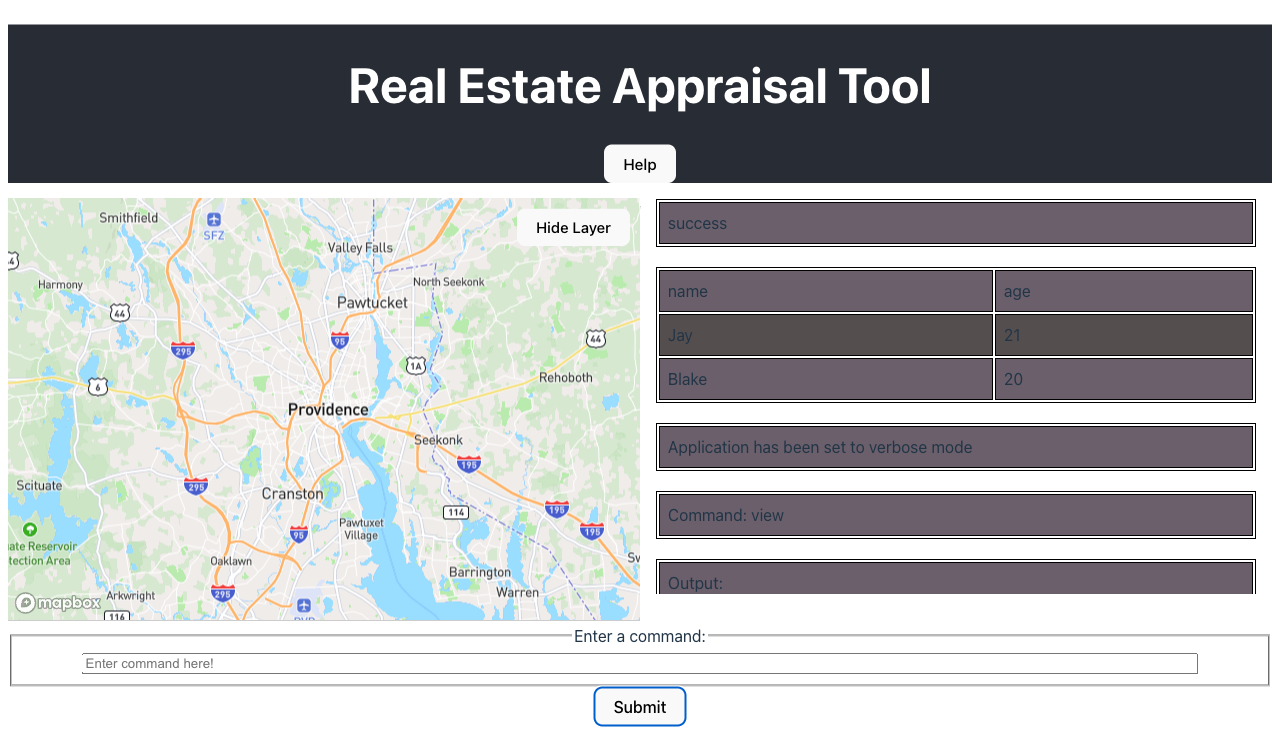 Real Estate Appraisal Tool
Help
Smithfield
SFZ
Hide Layer
Valley Falls
44
Harmony
North Seekonk
44
Pawtucket
295
95
44
1A
6
Rehoboth
Providence
Seekonk
195
Scituate
295
Cranston
114
195
Pawtuxet
Village
95
195
Reservoir
Area
Oaklawn
Barrington
295
Warren
Arkwright
mapbox
116
success
name age
Jay 21
Blake 20
Application has been set to verbose mode
Command: view
Output:
Enter a command:
Enter command here!
Submit